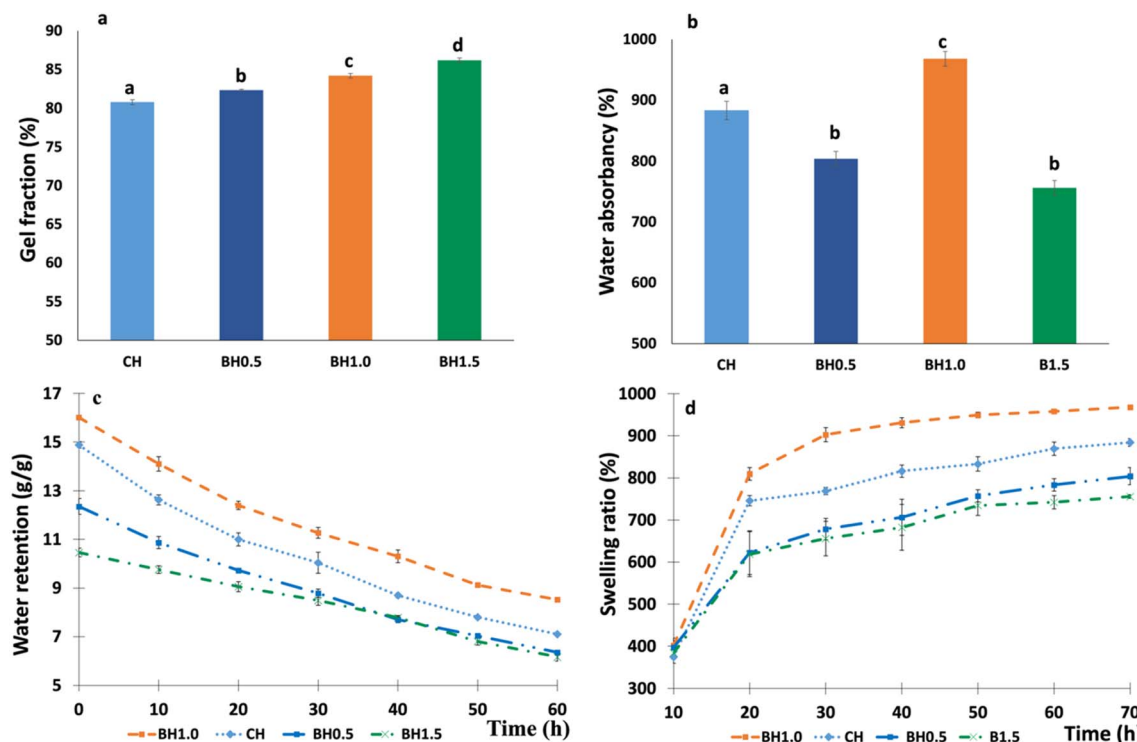 a
Gel fraction (%)
90
85
80
75
70
65
60
55
50
a
b
c
d
CH
BH0.5
BH1.0
BH1.5
b
Water absorbancy (%)
1000
900
800
700
600
500
a
b
c
b
CH
BH0.5
BH1.0
B1.5
c
Water retention (g/g)
17
15
13
11
9
7
5
0 10 20 30 40 50 60
Time (h)
BH1.0 CH BH0.5 BH1.5
d
Swelling ratio (%)
1000
900
800
700
600
500
400
300
10 20 30 40 50 60 70
Time (h)
BH1.0 CH BH0.5 B1.5